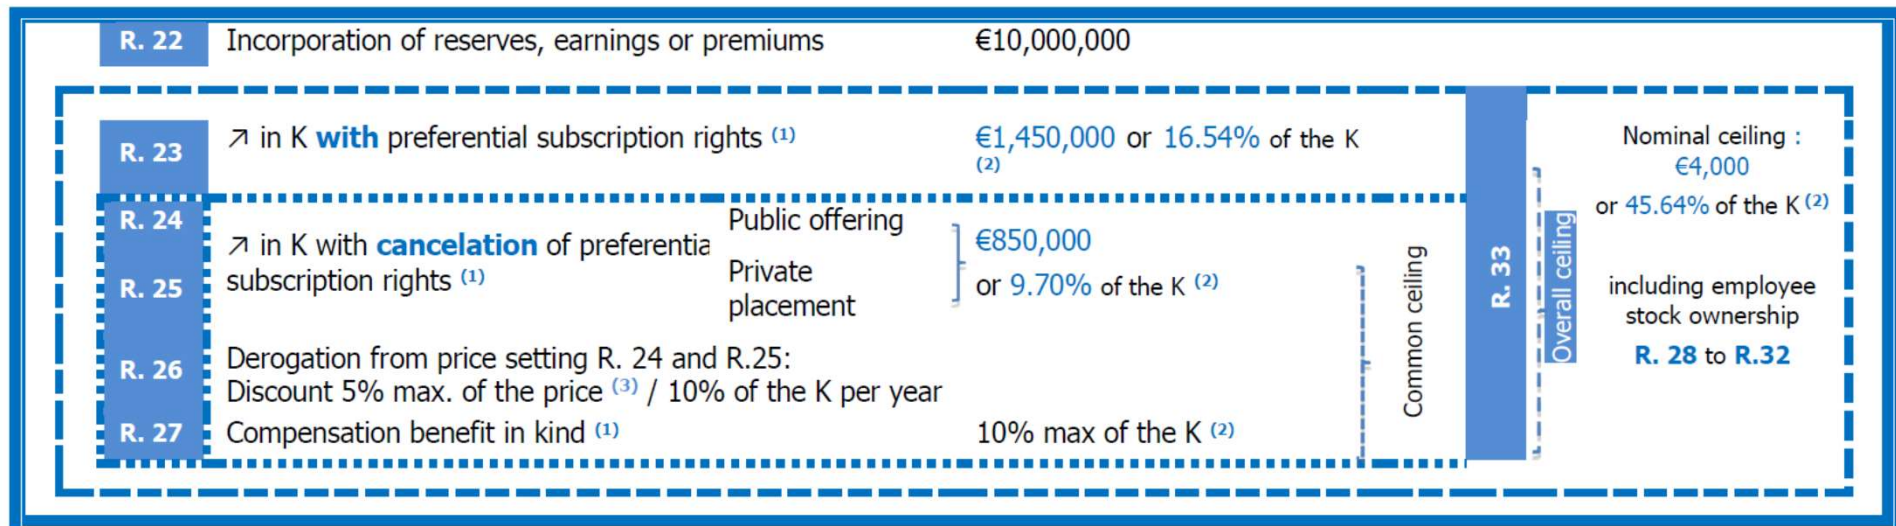 R. 22 Incorporation of reserves, earnings or premiums €10,000,000
R. 23 ↗ in K with preferential subscription rights (1) €1,450,000 or 16.54% of the K
(2)
R. 24
R. 25
↗ in K with cancelation of preferentia
subscription rights (1)
Public offering
Private
placement
€850,000
or 9.70% of the K (2)
R. 26
Derogation from price setting R. 24 and R.25:
Discount 5% max. of the price (3) / 10% of the K per year
R. 27 Compensation benefit in kind (1) 10% max of the K (2)
Common ceiling
R. 33
Overall ceiling
Nominal ceiling :
€4,000
or 45.64% of the K (2)
including employee
stock ownership
R. 28 to R.32